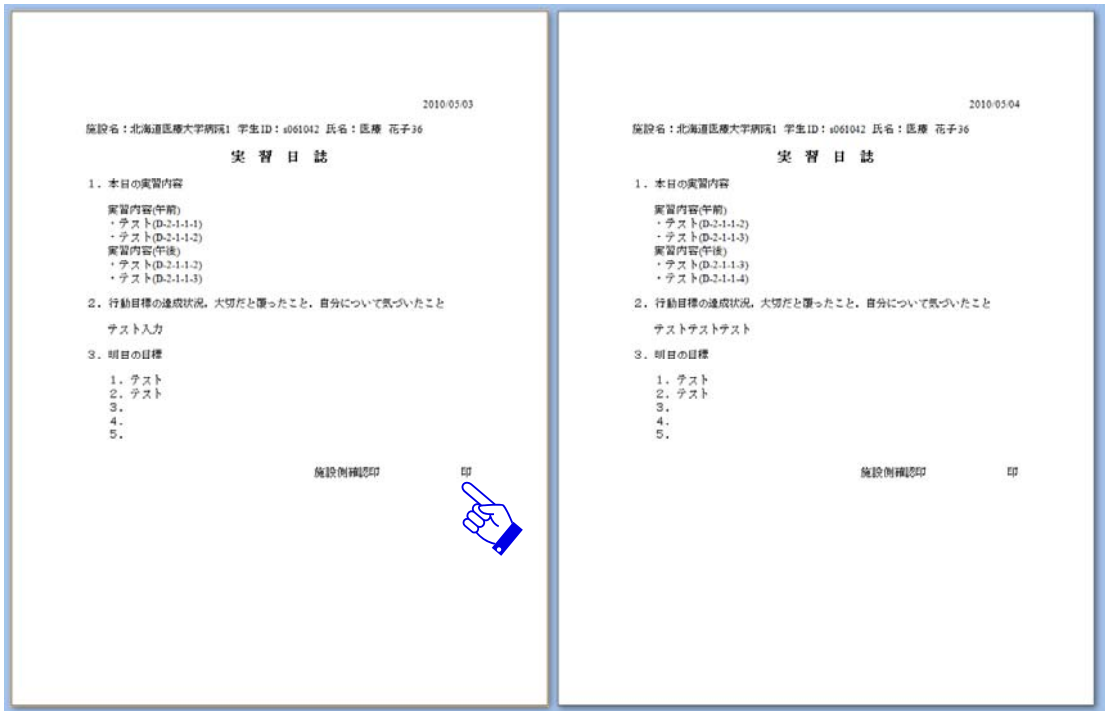 2010/05/03
施設名：北海道医療大学病院1 学生ID：s061042 氏名：医療 花子36
実 習 日 誌
1．本日の実習内容
実習内容(午前)
・テスト(D-2-1-1-1)
・テスト(D-2-1-1-2)
実習内容(午後)
・テスト(D-2-1-1-2)
・テスト(D-2-1-1-3)
2．行動目標の達成状況，大切だと覆ったこと，自分について気づいたこと
テスト入力
3．明日の目標
1．テスト
2．テスト
3．
4．
5．
施設側確認印 印
2010/05/04
施設名：北海道医療大学病院1 学生ID：s061042 氏名：医療 花子36
実 習 日 誌
1．本日の実習内容
実習内容(午前)
・テスト(D-2-1-1-2)
・テスト(D-2-1-1-3)
実習内容(午後)
・テスト(D-2-1-1-3)
・テスト(D-2-1-1-4)
2．行動目標の達成状況，大切だと覆ったこと，自分について気づいたこと
テストテストテスト
3．明日の目標
1．テスト
2．テスト
3．
4．
5．
施設側確認印 印